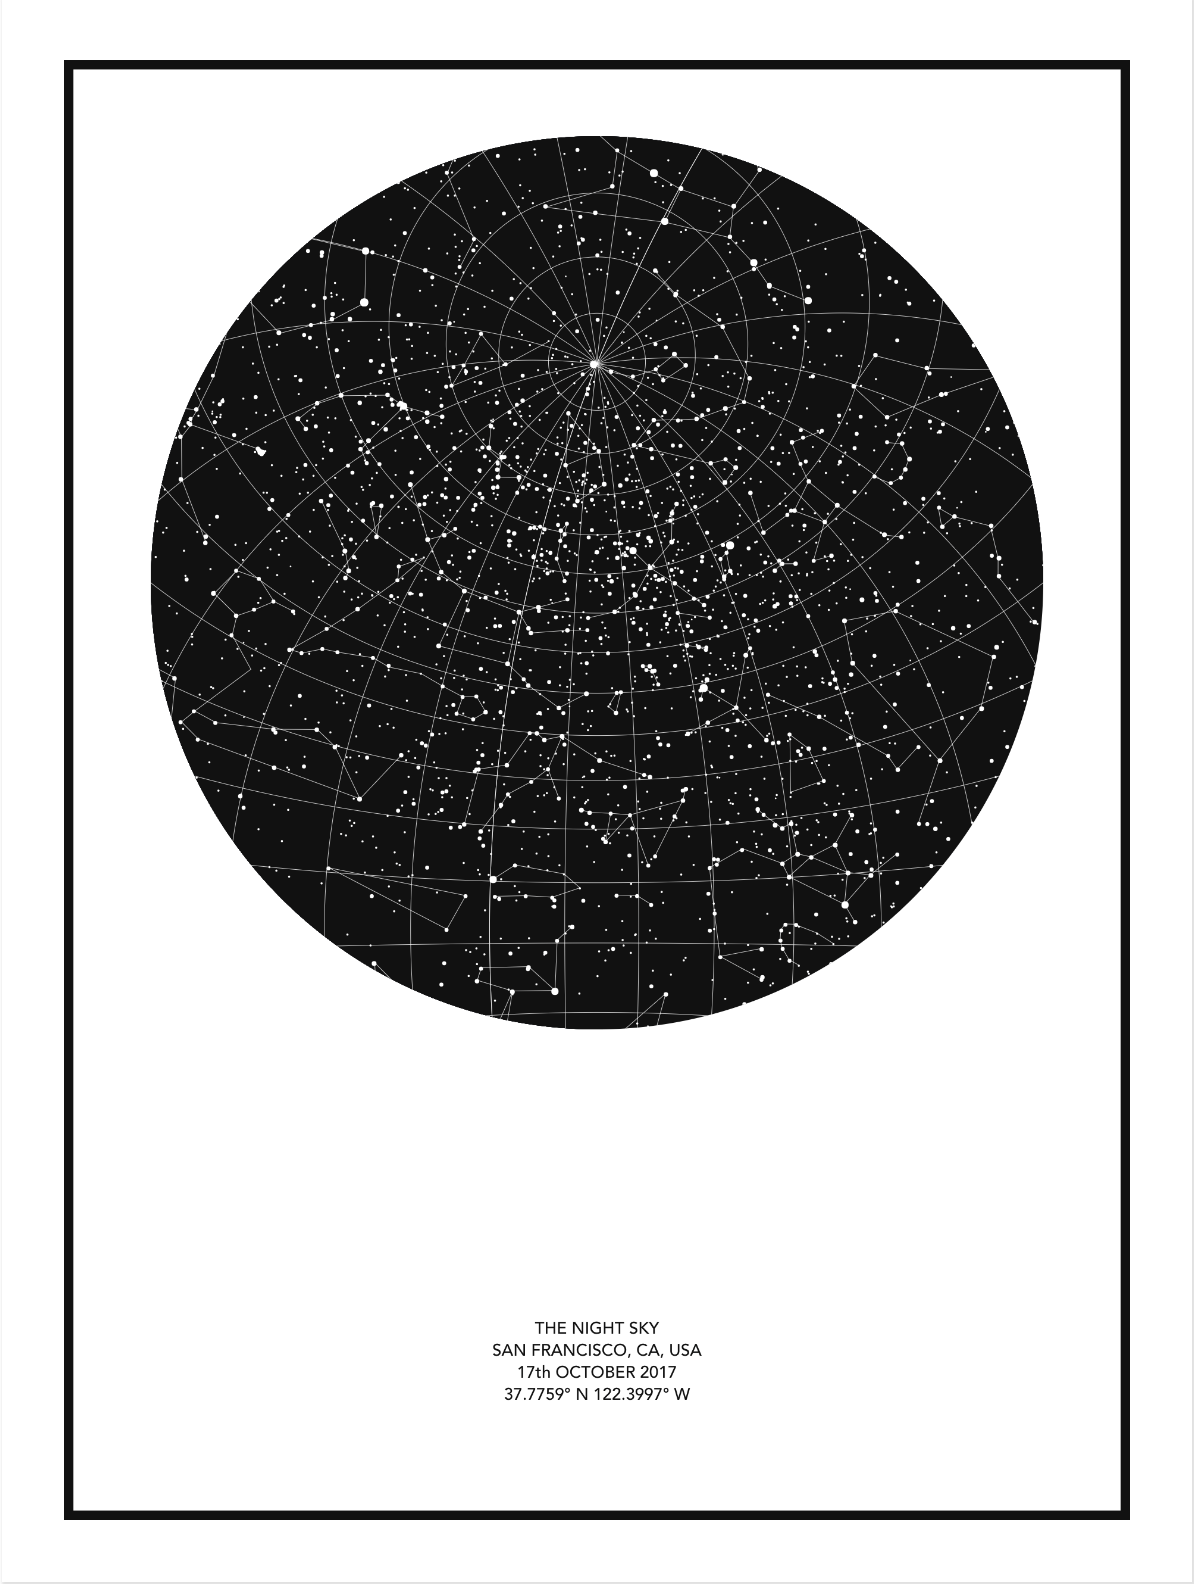 THE NIGHT SKY
SAN FRANCISCO, CA, USA
17th OCTOBER 2017
37.7759° N 122.3997° W